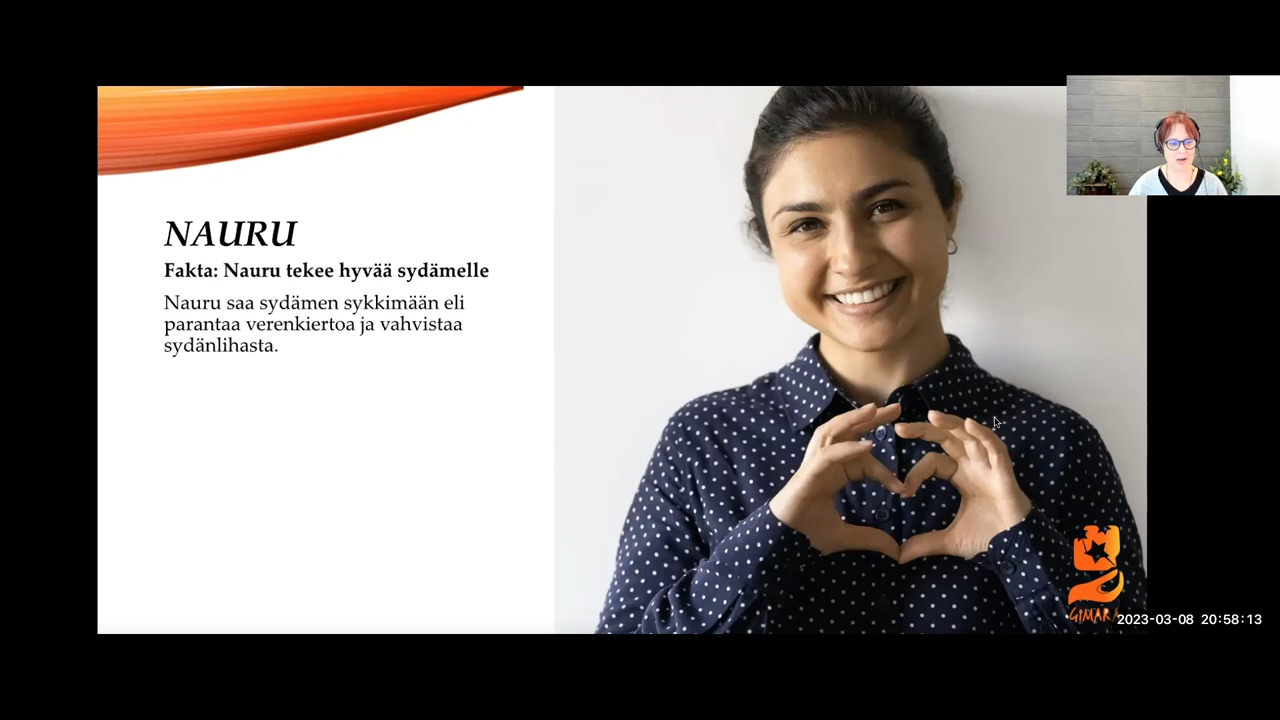 NAURU
Fakta: Nauru tekee hyvää sydämelle
Nauru saa sydämen sykkimään eli
parantaa verenkiertoa ja vahvistaa
sydänlihasta.
GIMARA
2023-03-08 20:58:13